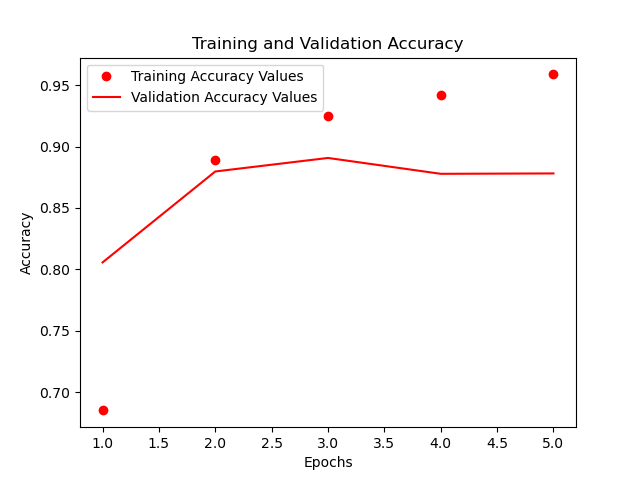 Training and Validation Accuracy
Training Accuracy Values
Validation Accuracy Values
Accuracy
0.95
0.90
0.85
0.80
0.75
0.70
1.0 1.5 2.0 2.5 3.0 3.5 4.0 4.5 5.0
Epochs